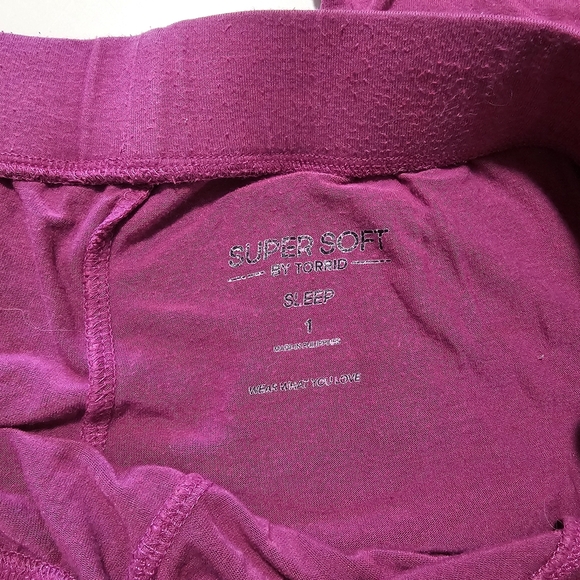 SUPER SOFT
BY TORRID
SLEEP
1
WEAR WHAT YOU LOVE